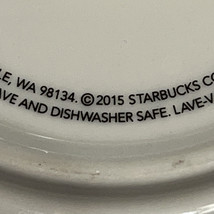 LE, WA 98134. ©2015 STARBUCKS CO
AVE AND DISHWASHER SAFE. LAVE-V